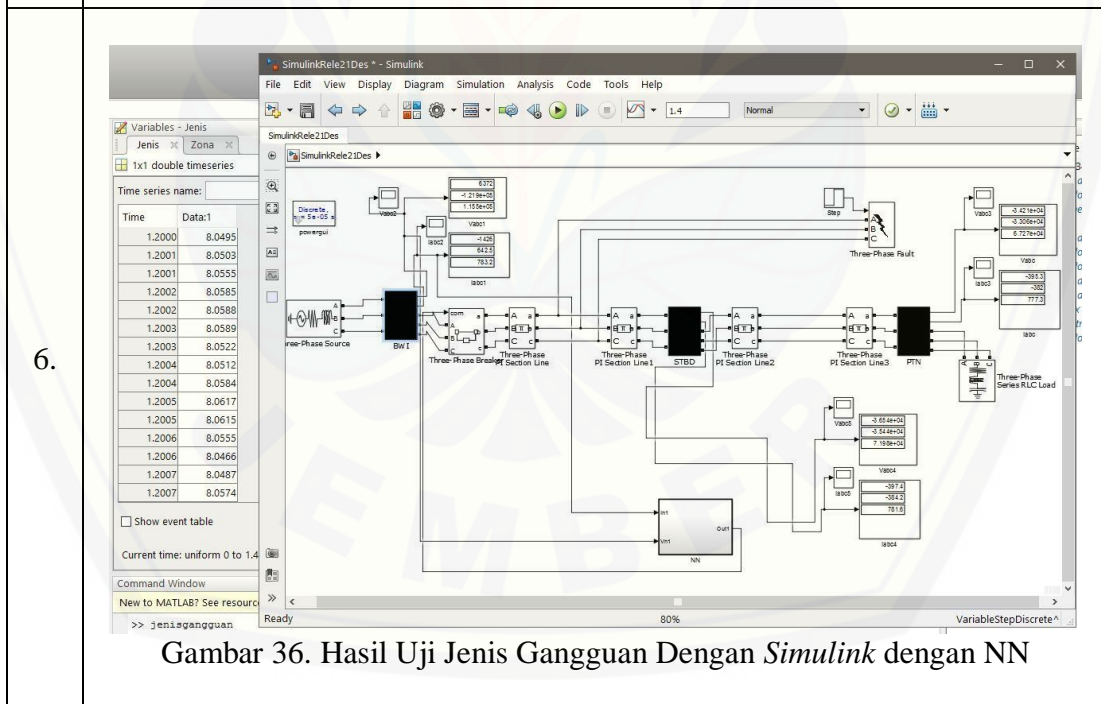 6.
SimulinkRele21Des * - Simulink
File Edit View Display Diagram Simulation Analysis Code Tools Help
1.4
Normal
SimulinkRele21Des
SimulinkRele21Des
Variables - Jenis
Jenis
Zona
1x1 double timeseries
Time series name:
Time Data:1
1.2000 8.0495
1.2001 8.0503
1.2001 8.0555
1.2002 8.0585
1.2002 8.0588
1.2003 8.0589
1.2003 8.0522
1.2004 8.0512
1.2004 8.0584
1.2005 8.0617
1.2005 8.0615
1.2006 8.0555
1.2006 8.0466
1.2007 8.0487
1.2007 8.0574
Show event table
Current time: uniform 0 to 1.4
Command Window
New to MATLAB? See resourc
>> jenisgangguan
Discrete,
= 5e-05 s
powergui
Vabc2
6372
-1.219e+05
1.155e+05
Vabc1
Iabc2
-1426
642.5
783.2
Iabc1
Step
A
B
C
Three-Phase Fault
Vabc3
-3.421e+04
-3.306e+04
6.727e+04
Vabc
Iabc3
-395.3
-382
777.3
Iabc
A
B
C
ree-Phase Source
BWI
com
A a
B b
C c
Three-Phase Breaker
A a
B b
C c
Three-Phase
PI Section Line
A a
B b
C c
Three-Phase
PI Section Line1
STBD
A a
B b
C c
Three-Phase
PI Section Line2
A a
B b
C c
Three-Phase
PI Section Line3
PTN
A B C
Three-Phase
Series RLC Load
Vabc5
-3.654e+04
-3.544e+04
7.198e+04
Vabc4
Iabc5
-397.4
-384.2
781.6
Iabc4
In1
Vn1
Out1
NN
Ready
80%
VariableStepDiscrete
JEMBER
Gambar 36. Hasil Uji Jenis Gangguan Dengan Simulink dengan NN